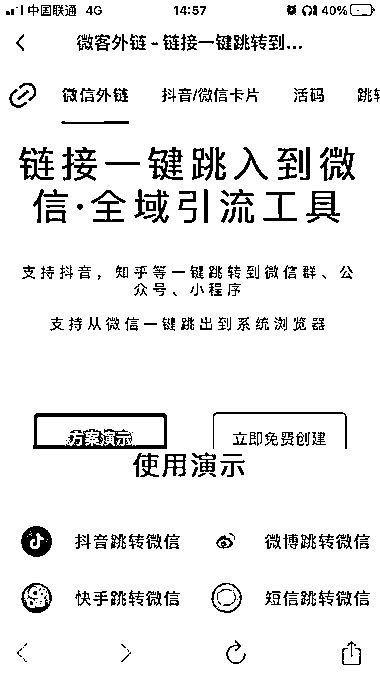 中国联通 4G 14:57 40%
微客外链 - 链接一键跳转到...
微信外链 抖音/微信卡片 活码 跳转
链接一键跳入到微
信·全域引流工具
支持抖音，知乎等一键跳转到微信群、公
众号、小程序
支持从微信一键跳出到系统浏览器
方案演示 立即免费创建
使用演示
抖音跳转微信 微博跳转微信
快手跳转微信 短信跳转微信